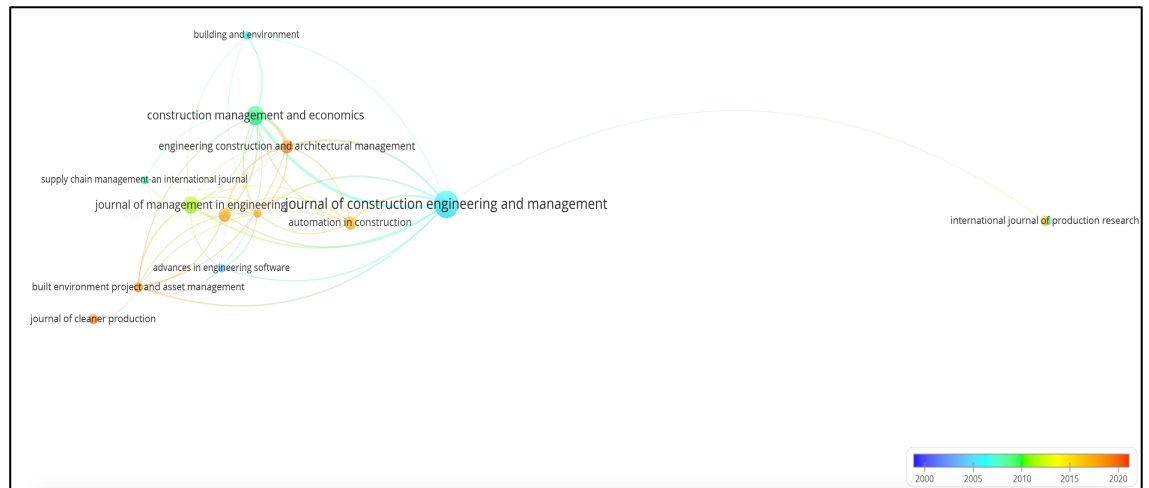 building and environment
construction management and economics
engineering construction and architectural management
supply chain management-an international journal
journal of management in engineering
journal of construction engineering and management
automation in construction
international journal of production research
advances in engineering software
built environment project and asset management
journal of cleaner production
2000 2005 2010 2015 2020